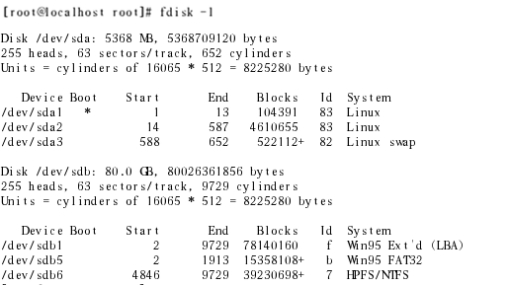 [root@localhost root]# fdisk -l
Disk /dev/sda: 5368 MB, 5368709120 bytes
255 heads, 63 sectors/track, 652 cylinders
Units = cylinders of 16065 * 512 = 8225280 bytes
Device Boot Start End Blocks Id System
/dev/sda1 * 1 13 104391 83 Linux
/dev/sda2 14 587 4610655 83 Linux
/dev/sda3 588 652 522112+ 82 Linux swap
Disk /dev/sdb: 80.0 GB, 80026361856 bytes
255 heads, 63 sectors/track, 9729 cylinders
Units = cylinders of 16065 * 512 = 8225280 bytes
Device Boot Start End Blocks Id System
/dev/sdb1 2 9729 78140160 f Win95 Ext'd (LBA)
/dev/sdb5 2 1913 15358108+ b Win95 FAT32
/dev/sdb6 4846 9729 39230698+ 7 HPFS/NTFS